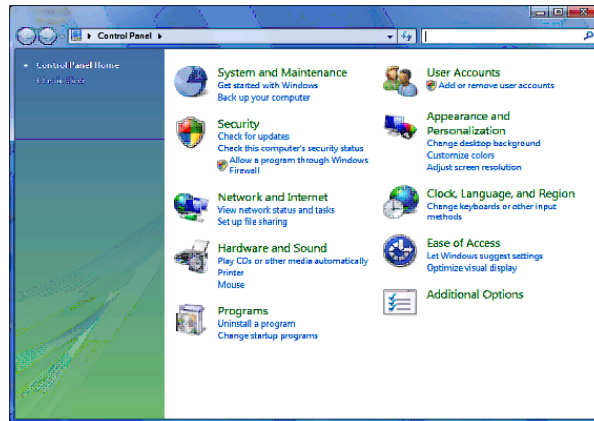 Control Panel
Control Panel Home
Classic View
System and Maintenance
Get started with Windows
Back up your computer
Security
Check for updates
Check this computer's security status
Allow a program through Windows
Firewall
Network and Internet
View network status and tasks
Set up file sharing
Hardware and Sound
Play CDs or other media automatically
Printer
Mouse
Programs
Uninstall a program
Change startup programs
User Accounts
Add or remove user accounts
Appearance and
Personalization
Change desktop background
Customize colors
Adjust screen resolution
Clock, Language, and Region
Change keyboards or other input
methods
Ease of Access
Let Windows suggest settings
Optimize visual display
Additional Options